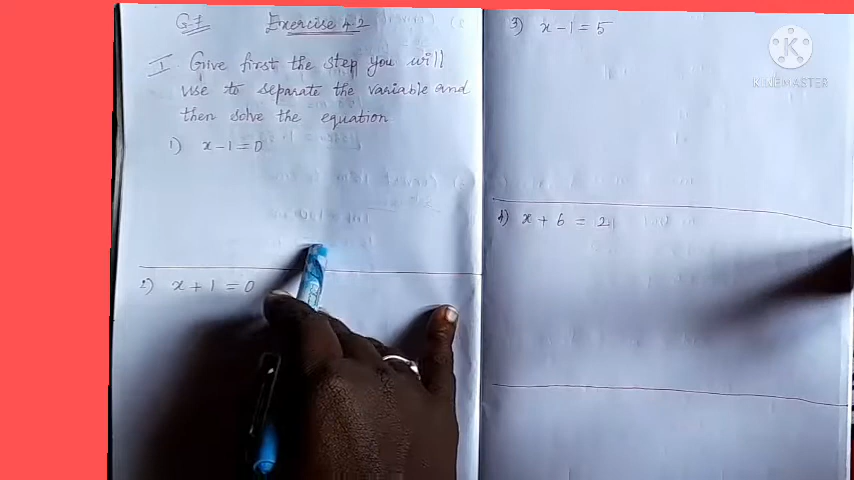 G-7 Exercise 4.2
I. Give first the step you will
use to separate the variable and
then solve the equation
1) x-1=0
2) x+1=0
3) x-1=5
4) x+6=2
KINEMASTER